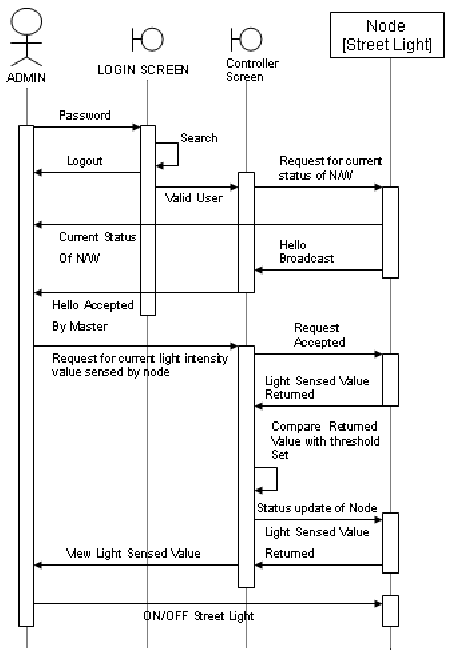 Node
[Street Light]
ADMIN
LOGIN SCREEN
Controller
Screen
Password
Search
Logout
Request for current
status of N/W
Valid User
Current Status
Of N/W
Hello
Broadcast
Hello Accepted
By Master
Request
Accepted
Request for current light intensity
value sensed by node
Light Sensed Value
Returned
Compare Returned
Value with threshold
Set
Status update of Node
Light Sensed Value
View Light Sensed Value
Returned
ON/OFF Street Light